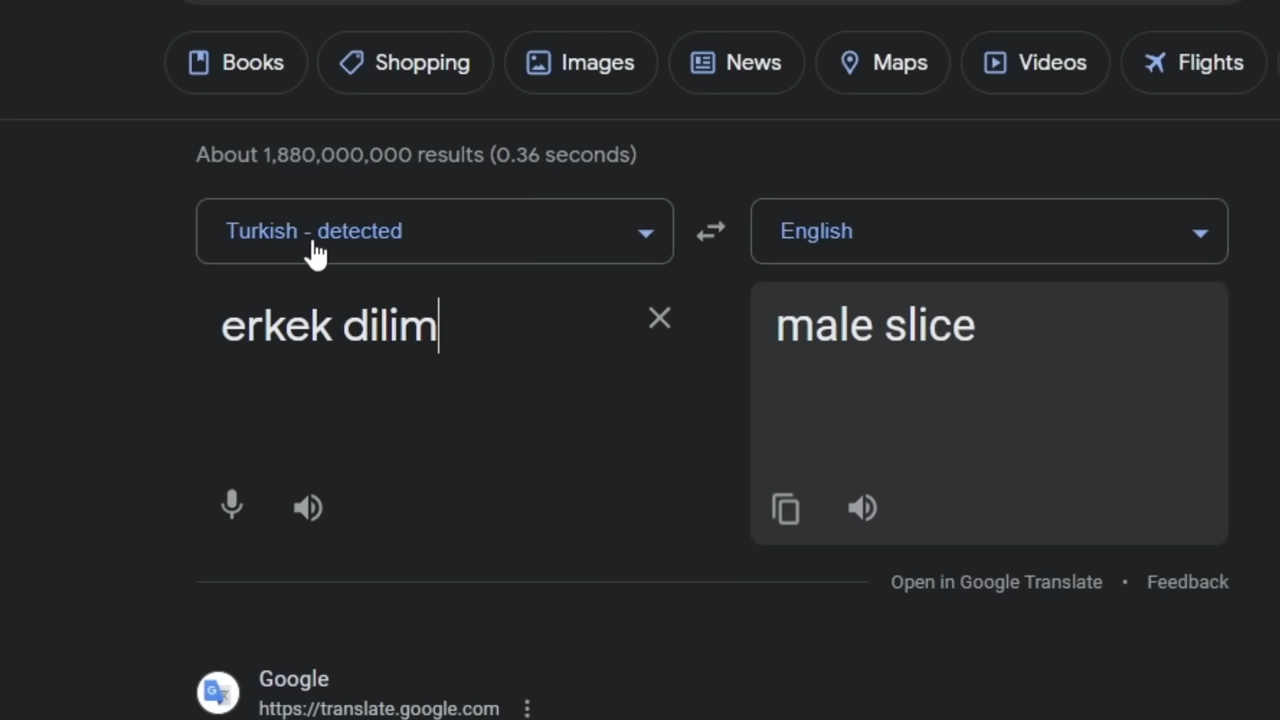 Books Shopping Images News Maps Videos Flights
About 1,880,000,000 results (0.36 seconds)
Turkish - detected English
erkek dilim male slice
Open in Google Translate • Feedback
Google
https://translate.google.com